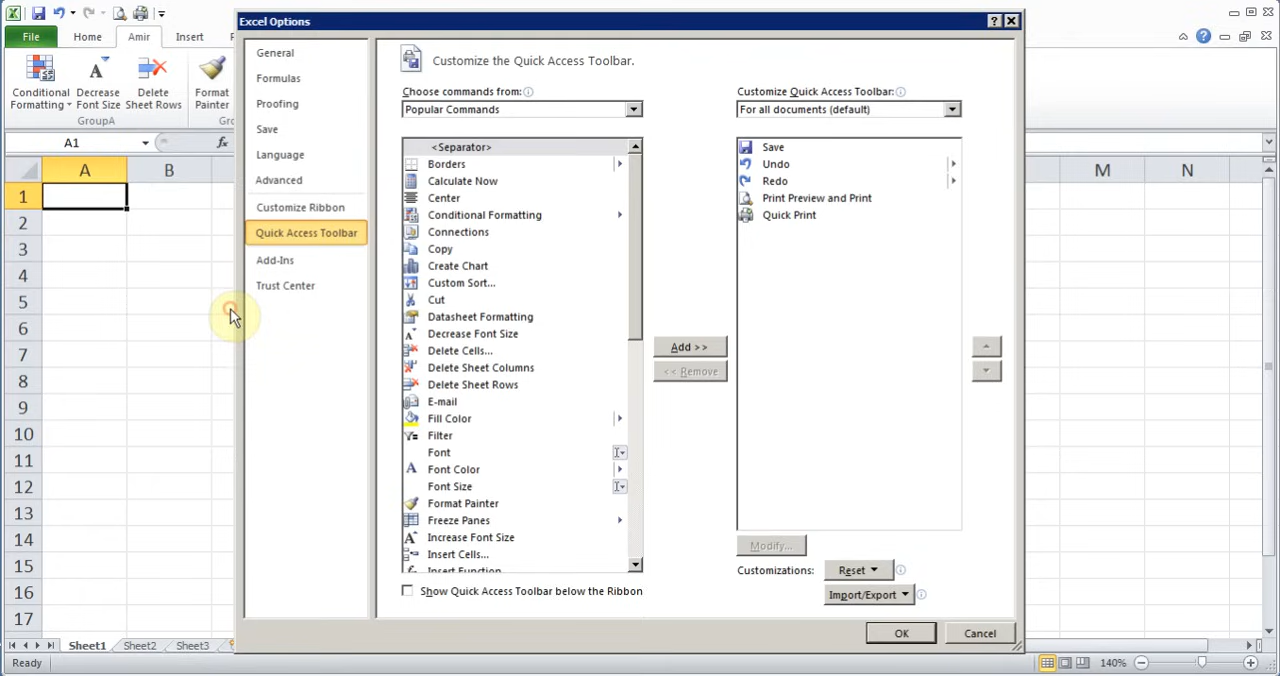 Excel Options
File Home Amir Insert
Conditional Formatting Decrease Font Size Delete Sheet Rows Format Painter
GroupA
A1 fx
A B M N
1
2
3
4
5
6
7
8
9
10
11
12
13
14
15
16
17
General
Formulas
Proofing
Save
Language
Advanced
Customize Ribbon
Quick Access Toolbar
Add-Ins
Trust Center
Customize the Quick Access Toolbar.
Choose commands from:
Popular Commands
<Separator>
Borders
Calculate Now
Center
Conditional Formatting
Connections
Copy
Create Chart
Custom Sort...
Cut
Datasheet Formatting
Decrease Font Size
Delete Cells...
Delete Sheet Columns
Delete Sheet Rows
E-mail
Fill Color
Filter
Font
Font Color
Font Size
Format Painter
Freeze Panes
Increase Font Size
Insert Cells...
Insert Function
Show Quick Access Toolbar below the Ribbon
Add >>
<< Remove
Customize Quick Access Toolbar:
For all documents (default)
Save
Undo
Redo
Print Preview and Print
Quick Print
Modify...
Customizations: Reset
Import/Export
OK Cancel
Sheet1 Sheet2 Sheet3
Ready 140%